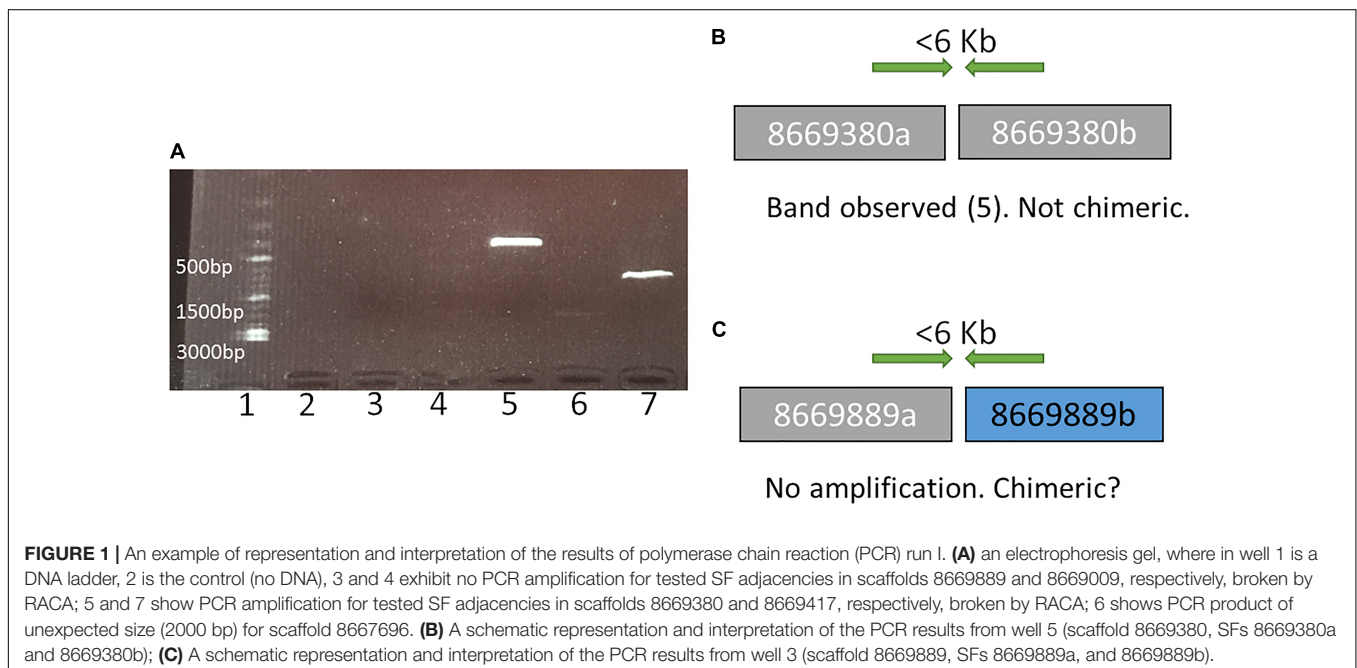 A
500bp
1500bp
3000bp
1 2 3 4 5 6 7
B
<6 Kb
8669380a 8669380b
Band observed (5). Not chimeric.
C
<6 Kb
8669889a 8669889b
No amplification. Chimeric?
FIGURE 1 | An example of representation and interpretation of the results of polymerase chain reaction (PCR) run I. (A) an electrophoresis gel, where in well 1 is a
DNA ladder, 2 is the control (no DNA), 3 and 4 exhibit no PCR amplification for tested SF adjacencies in scaffolds 8669889 and 8669009, respectively, broken by
RACA; 5 and 7 show PCR amplification for tested SF adjacencies in scaffolds 8669380 and 8669417, respectively, broken by RACA; 6 shows PCR product of
unexpected size (2000 bp) for scaffold 8667696. (B) A schematic representation and interpretation of the PCR results from well 5 (scaffold 8669380, SFs 8669380a
and 8669380b); (C) A schematic representation and interpretation of the PCR results from well 3 (scaffold 8669889, SFs 8669889a, and 8669889b).